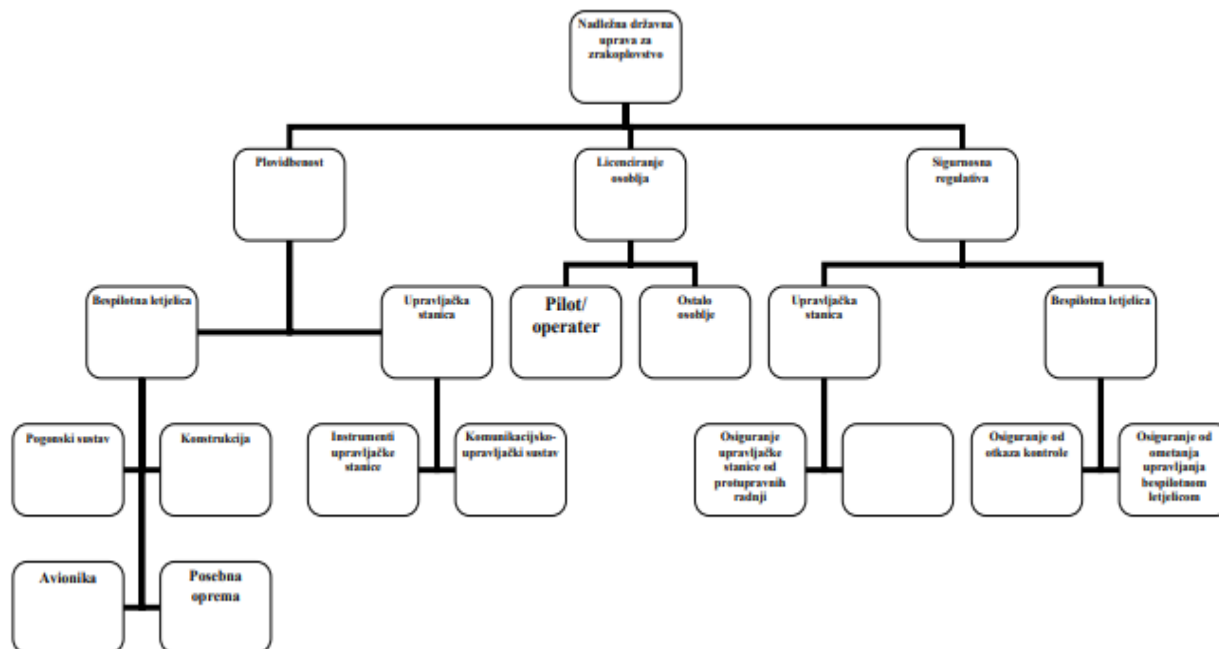 Nadležna državna
uprava za
zrakoplovstvo
Plovidbenost
Licenciranje
osoblja
Sigurnosna
regulativa
Bespilotna letjelica
Upravljačka
stanica
Pilot/
operater
Ostalo
osoblje
Upravljačka
stanica
Bespilotna letjelica
Pogonski sustav
Konstrukcija
Instrumenti
upravljačke
stanice
Komunikacijsko-
upravljački sustav
Osiguranje
upravljačke
stanice od
protupravnih
radnji
Osiguranje od
otkaza kontrole
Osiguranje od
ometanja
upravljanja
bespilotnom
letjelicom
Avionika
Posebna
oprema